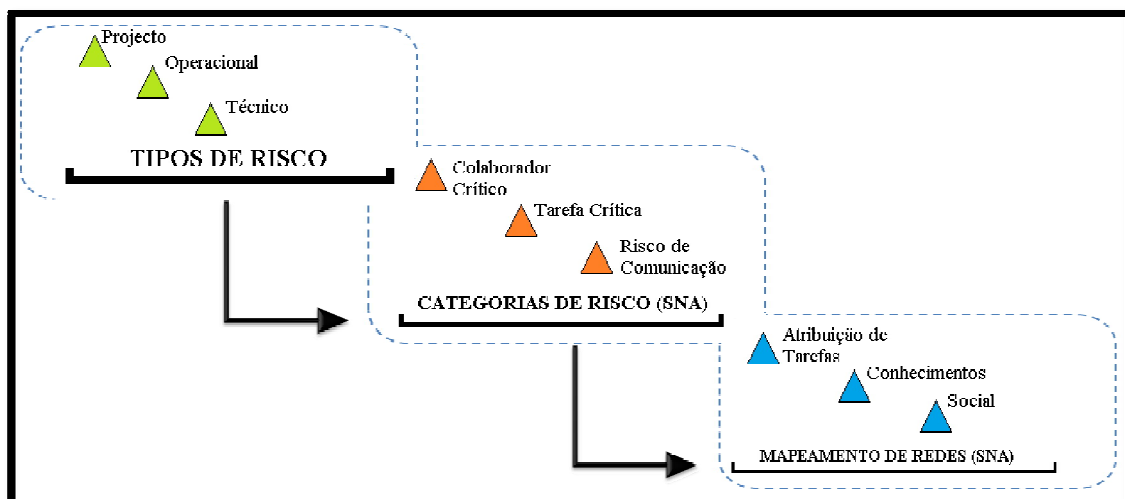 Projecto
Operacional
Técnico
TIPOS DE RISCO
Colaborador
Crítico
Tarefa Crítica
Risco de
Comunicação
CATEGORIAS DE RISCO (SNA)
Atribuição de
Tarefas
Conhecimentos
Social
MAPEAMENTO DE REDES (SNA)